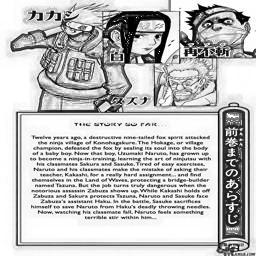 カカシ
白
再不斬
タズナ
THE STORY SO FAR...
Twelve years ago, a destructive nine-tailed fox spirit attacked
the ninja village of Konohagakure. The Hokage, or village
champion, defeated the fox by sealing its soul into the body
of a baby boy. Now that boy, Uzumaki Naruto, has grown up
to become a ninja-in-training, learning the art of ninjutsu with
his classmates Sakura and Sasuke. Tired of easy exercises,
Naruto and his classmates make the mistake of asking their
teacher, Kakashi, for a really hard assignment... and find
themselves in the Land of Waves, protecting a bridge-builder
named Tazuna. But the job turns truly dangerous when the
notorious assassin Zabuza shows up. While Kakashi holds off
Zabuza and Sakura protects Tazuna, Naruto and Sasuke face
Zabuza's assistant Haku. In the battle, Sasuke sacrifices
himself to save Naruto from Haku's deadly throwing needles.
Now, watching his classmate fall, Naruto feels something
terrible stir within him...
前巻までのあらすじ